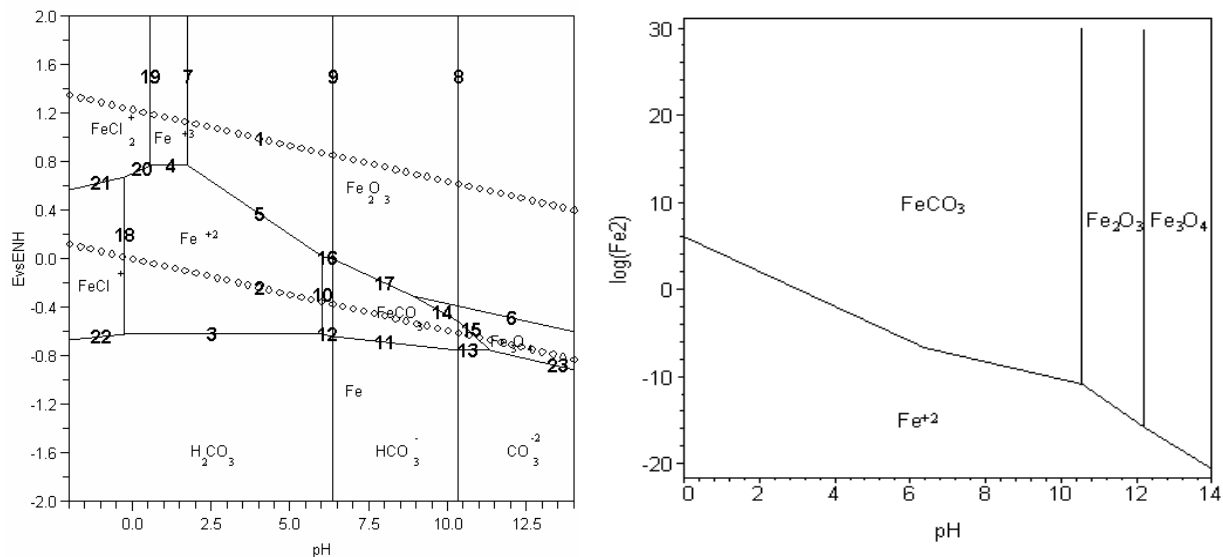 2.0
1.6
1.2
0.8
0.4
0.0
-0.4
-0.8
-1.2
-1.6
-2.0
EvsENH
0.0 2.5 5.0 7.5 10.0 12.5
pH
19 7 9 8
FeCl₂⁺ Fe⁺³ 1
21 20 4
Fe₂O₃
5
18 Fe⁺²
16
17
FeCl⁺ 2 10
FeCO₃ 14 6
15
22 3 12 11 13 Fe₃O₄ 23
Fe
H₂CO₃ HCO₃⁻ CO₃⁻²
30
20
10
0
-10
-20
log(Fe2)
FeCO₃ Fe₂O₃ Fe₃O₄
Fe⁺²
0 2 4 6 8 10 12 14
pH